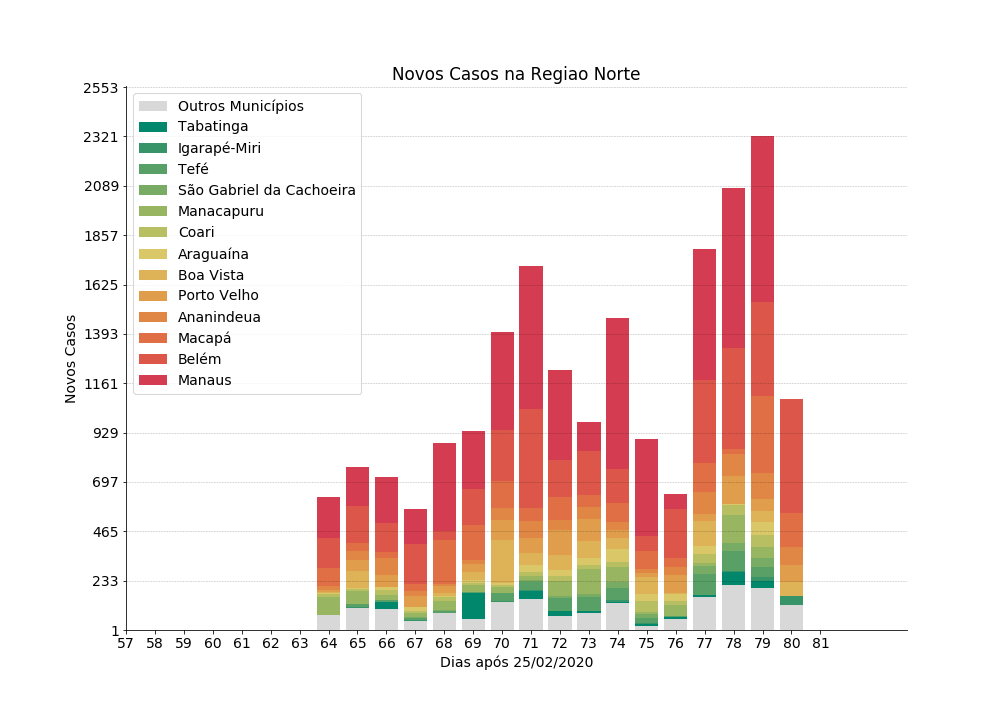 Novos Casos na Regiao Norte
2553
2321
2089
1857
1625
1393
1161
929
697
465
233
1
Novos Casos
Outros Municípios
Tabatinga
Igarapé-Miri
Tefé
São Gabriel da Cachoeira
Manacapuru
Coari
Araguaína
Boa Vista
Porto Velho
Ananindeua
Macapá
Belém
Manaus
57 58 59 60 61 62 63 64 65 66 67 68 69 70 71 72 73 74 75 76 77 78 79 80 81
Dias após 25/02/2020